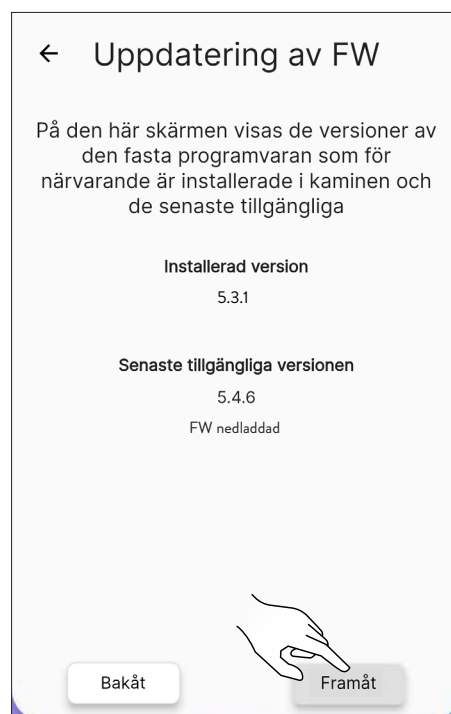 Uppdatering av FW
På den här skärmen visas de versioner av
den fasta programvaran som för
närvarande är installerade i kaminen och
de senaste tillgängliga
Installerad version
5.3.1
Senaste tillgängliga versionen
5.4.6
FW nedladdad
Bakåt
Framåt